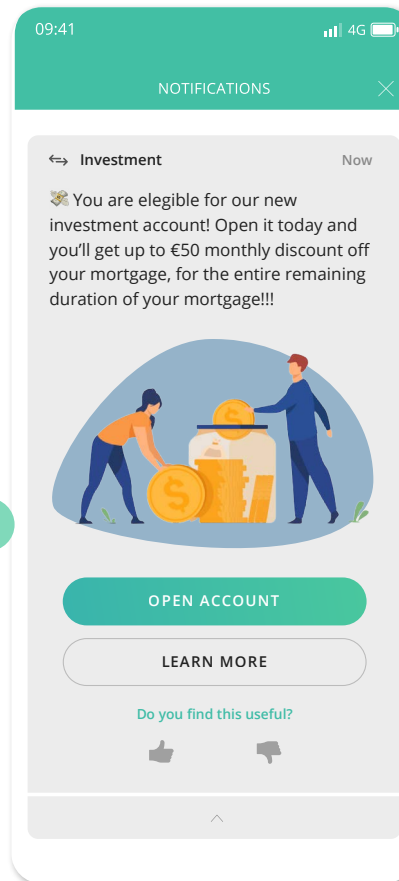 09:41 4G
NOTIFICATIONS
Investment Now
💸 You are elegible for our new
investment account! Open it today and
you’ll get up to €50 monthly discount off
your mortgage, for the entire remaining
duration of your mortgage!!!
$
$
OPEN ACCOUNT
LEARN MORE
Do you find this useful?